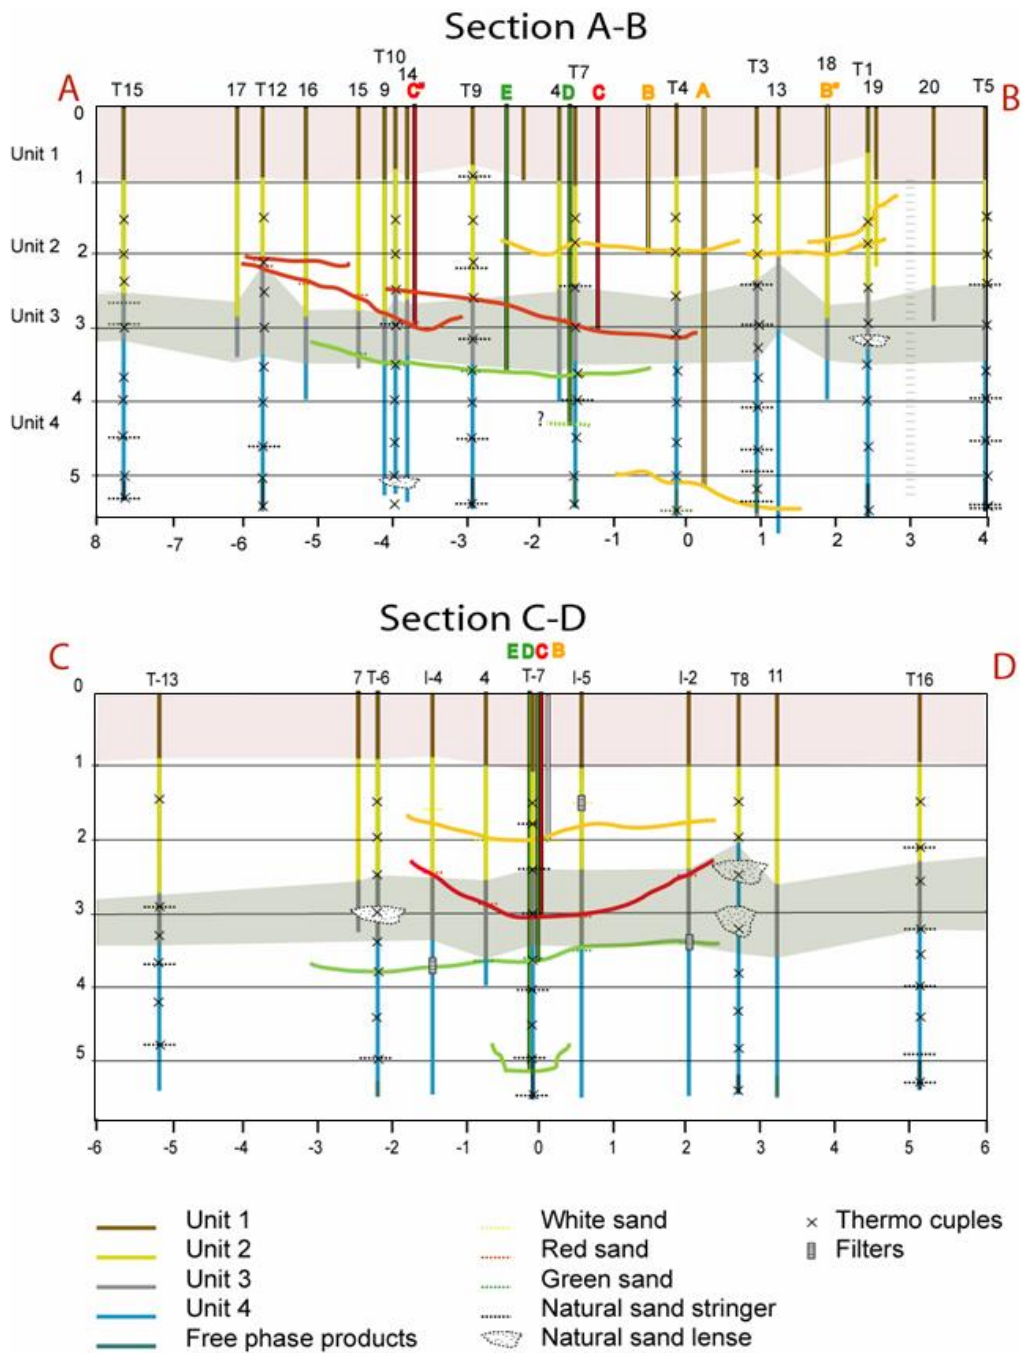 Section A-B
T10 T7 T3 18 T1
A T15 17 T12 16 15 9 14 C" T9 E 4 D C B T4 A 13 B" 19 20 T5 B
0
Unit 1
1
Unit 2
2
Unit 3
3
4
Unit 4
?
5
8 -7 -6 -5 -4 -3 -2 -1 0 1 2 3 4
Section C-D
E D C B
C D
T-13 7 T-6 I-4 4 T-7 I-5 I-2 T8 11 T16
0
1
2
3
4
5
-6 -5 -4 -3 -2 -1 0 1 2 3 4 5 6
Unit 1 White sand Thermo cuples
Unit 2 Red sand Filters
Unit 3 Green sand
Unit 4 Natural sand stringer
Free phase products Natural sand lense